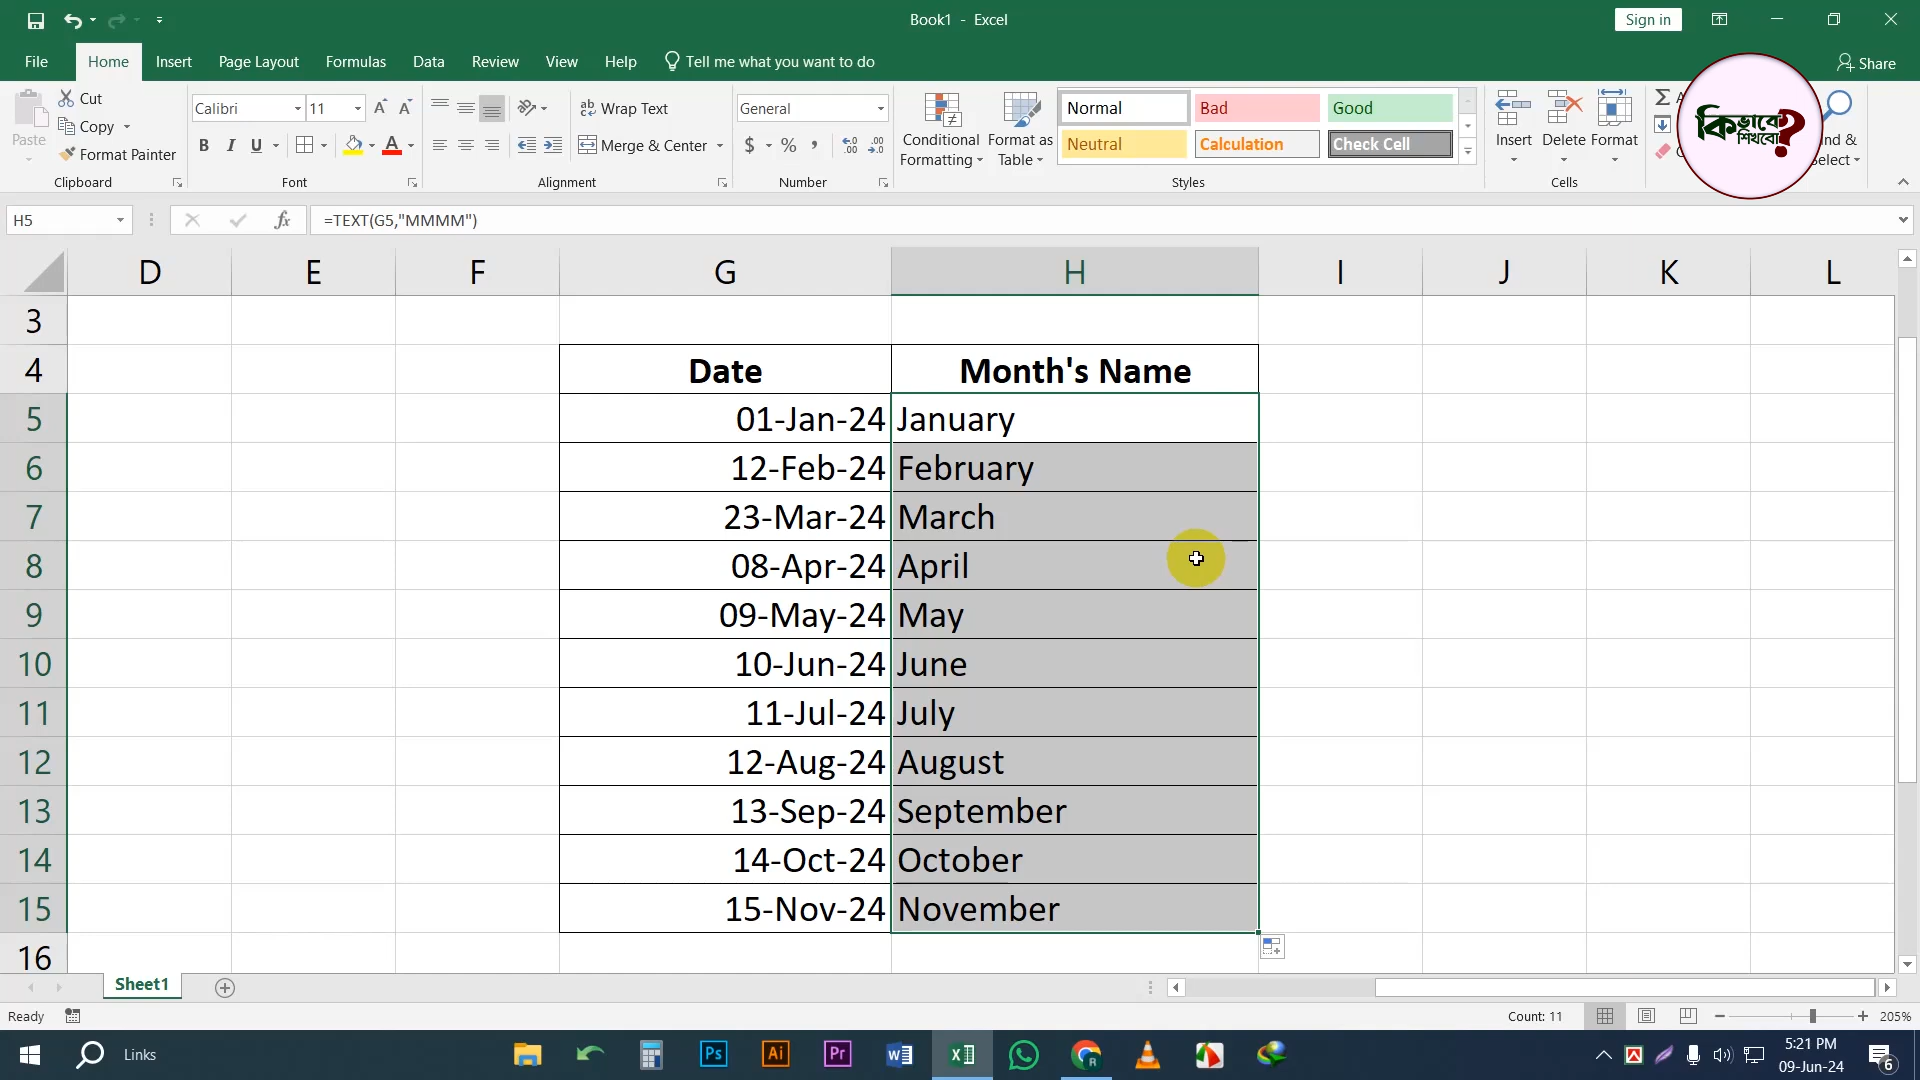 Book1 - Excel
Sign in
File Home Insert Page Layout Formulas Data Review View Help Tell me what you want to do
Share
Paste
Cut
Copy
Format Painter
Clipboard
Calibri 11
B I U
Font
Wrap Text
Merge & Center
Alignment
General
$ % ,
Number
Conditional Formatting
Format as Table
Normal Bad Good
Neutral Calculation Check Cell
Styles
Insert Delete Format
Cells
কিভাবে
শিখবো?
Select
H5
fx
=TEXT(G5,"MMMM")
D E F G H I J K L
3
4 Date Month's Name
5 01-Jan-24 January
6 12-Feb-24 February
7 23-Mar-24 March
8 08-Apr-24 April
9 09-May-24 May
10 10-Jun-24 June
11 11-Jul-24 July
12 12-Aug-24 August
13 13-Sep-24 September
14 14-Oct-24 October
15 15-Nov-24 November
16
Sheet1
Ready
Count: 11
205%
Links
Ps Ai Pr
5:21 PM
09-Jun-24
6